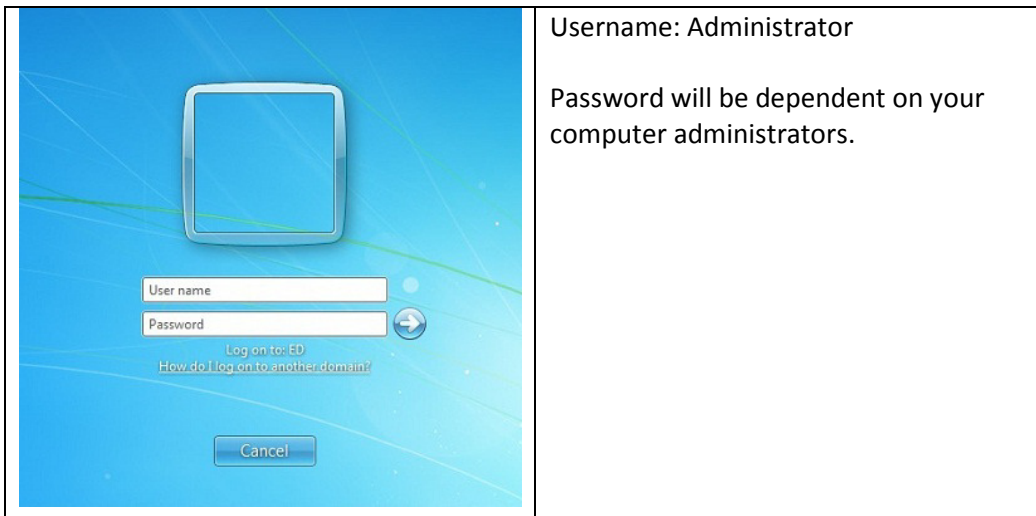 User name
Password
Log on to: ED
How do I log on to another domain?
Cancel
Username: Administrator
Password will be dependent on your
computer administrators.